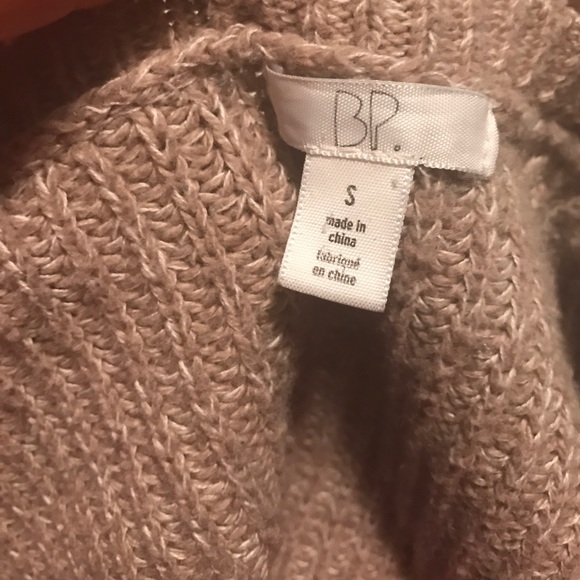 BP.
S
made in
china
fabriqué
en chine